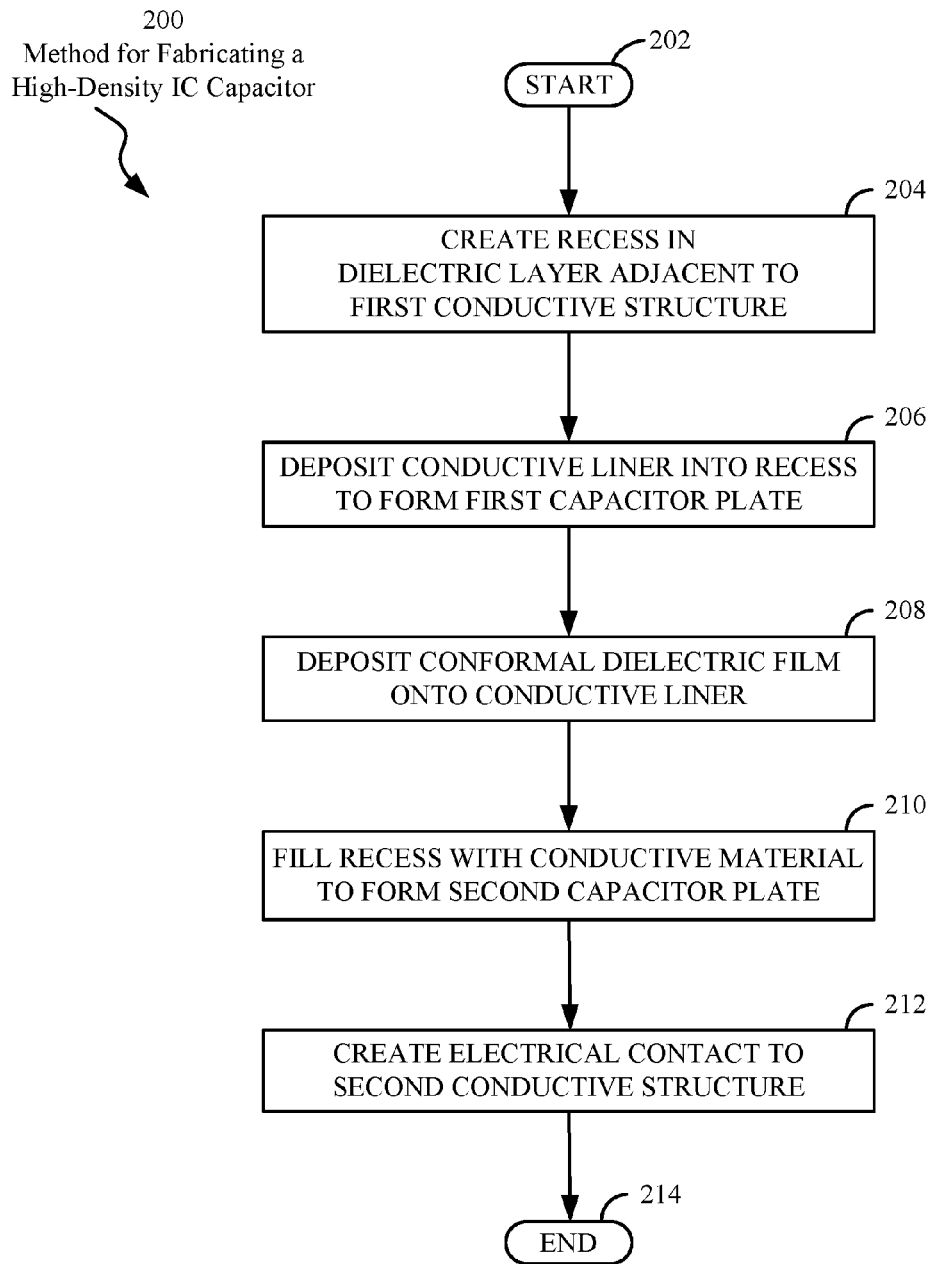 200
Method for Fabricating a
High-Density IC Capacitor
202
START
204
CREATE RECESS IN
DIELECTRIC LAYER ADJACENT TO
FIRST CONDUCTIVE STRUCTURE
206
DEPOSIT CONDUCTIVE LINER INTO RECESS
TO FORM FIRST CAPACITOR PLATE
208
DEPOSIT CONFORMAL DIELECTRIC FILM
ONTO CONDUCTIVE LINER
210
FILL RECESS WITH CONDUCTIVE MATERIAL
TO FORM SECOND CAPACITOR PLATE
212
CREATE ELECTRICAL CONTACT TO
SECOND CONDUCTIVE STRUCTURE
214
END